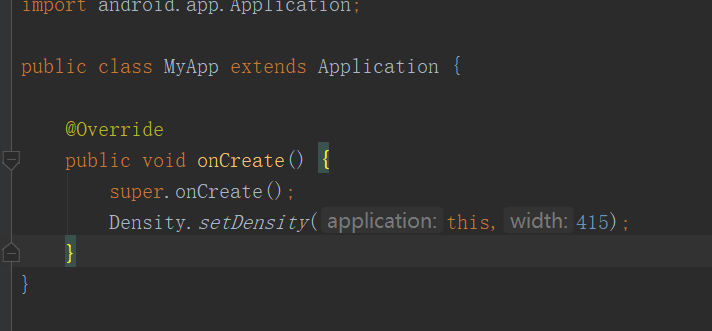 import android.app.Application;
public class MyApp extends Application {
@Override
public void onCreate() {
super.onCreate();
Density.setDensity( application: this, width: 415);
}
}